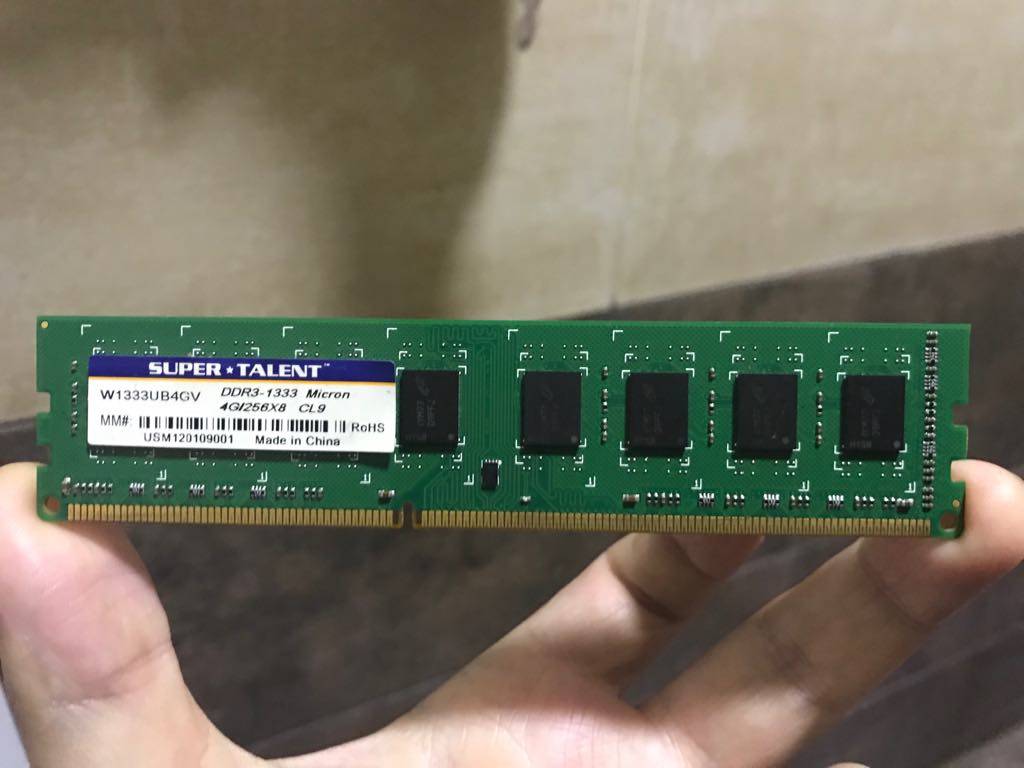 SUPER★TALENT™
W1333UB4GV DDR3-1333 Micron
4G/256X8 CL9
MM#: RoHS
USM120109001 Made in China